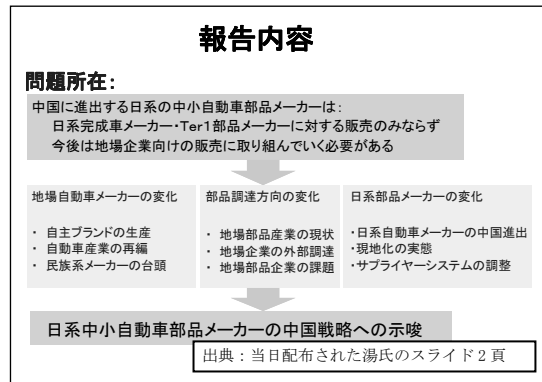 報告内容
問題所在：
中国に進出する日系の中小自動車部品メーカーは：
日系完成車メーカー・Ter1部品メーカーに対する販売のみならず
今後は地場企業向けの販売に取り組んでいく必要がある
地場自動車メーカーの変化
・ 自主ブランドの生産
・ 自動車産業の再編
・ 民族系メーカーの台頭
部品調達方向の変化
・ 地場部品産業の現状
・ 地場企業の外部調達
・ 地場部品企業の課題
日系部品メーカーの変化
・日系自動車メーカーの中国進出
・現地化の実態
・サプライヤーシステムの調整
日系中小自動車部品メーカーの中国戦略への示唆
出典：当日配布された湯氏のスライド2頁